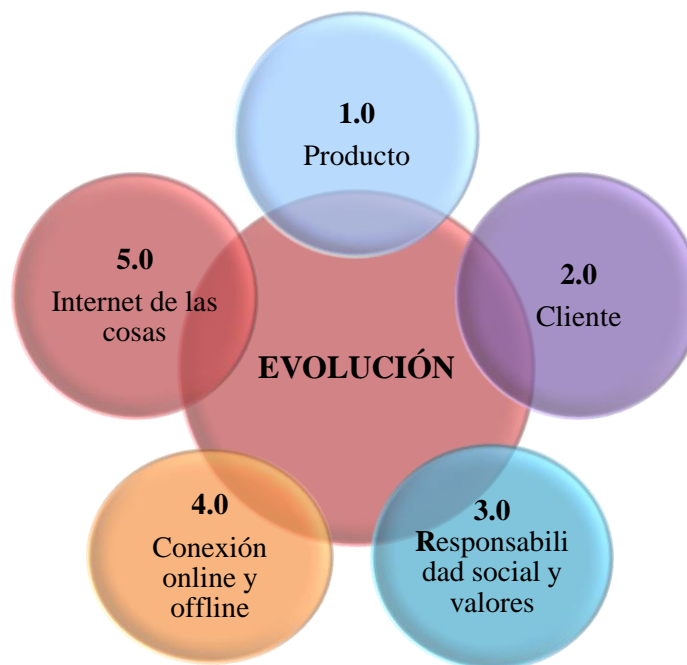 1.0
Producto
2.0
Cliente
3.0
Responsabili
dad social y
valores
4.0
Conexión
online y
offline
5.0
Internet de las
cosas
EVOLUCIÓN